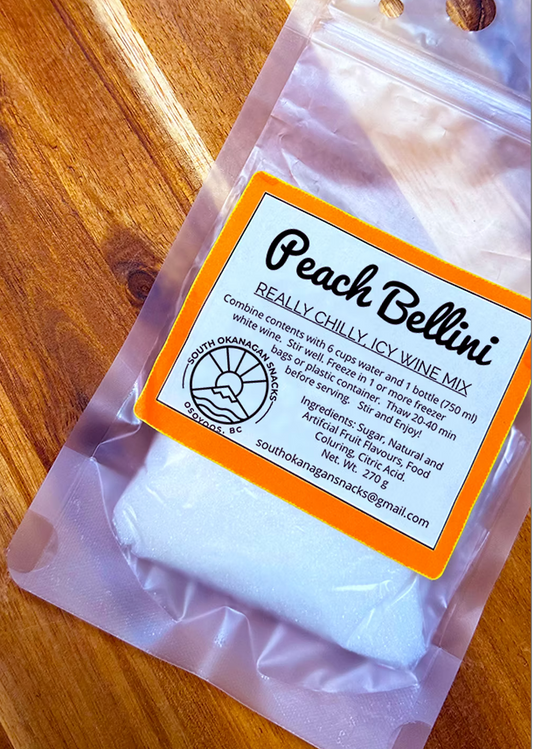 Peach Bellini
REALLY CHILLY, ICY WINE MIX
Combine contents with 6 cups water and 1 bottle (750 ml)
white wine. Stir well. Freeze in 1 or more freezer
bags or plastic container. Thaw 20-40 min
before serving. Stir and Enjoy!
SOUTH OKANAGAN SNACKS
OSOYOOS, BC
Ingredients: Sugar, Natural and
Artifcial Fruit Flavours, Food
Coluring, Citric Acid.
Net. Wt. 270 g
southokanagansnacks@gmail.com